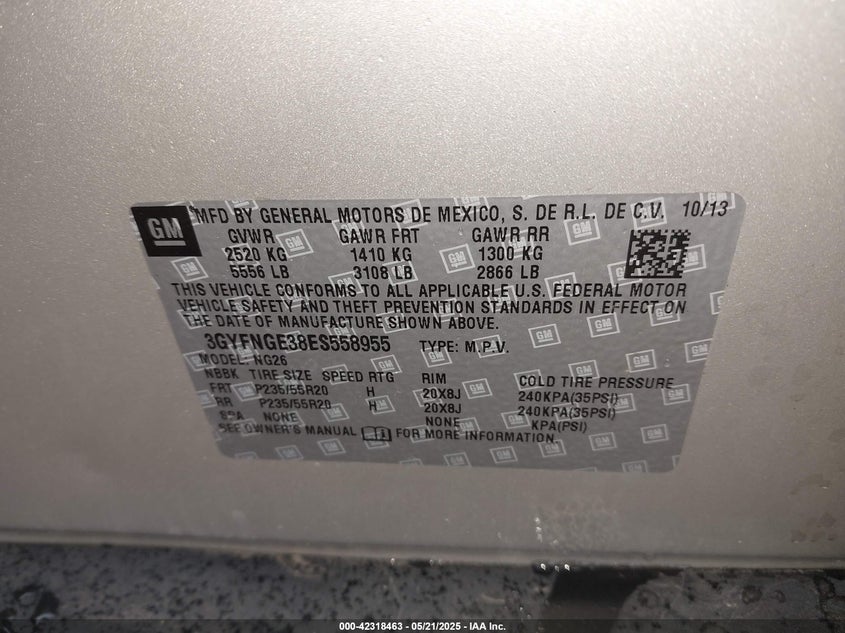 GM MFD BY GENERAL MOTORS DE MEXICO, S. DE R.L. DE C.V. 10/13
GVWR GAWR FRT GAWR RR
2520 KG 1410 KG 1300 KG
5556 LB 3108 LB 2866 LB
THIS VEHICLE CONFORMS TO ALL APPLICABLE U.S. FEDERAL MOTOR
VEHICLE SAFETY AND THEFT PREVENTION STANDARDS IN EFFECT ON
THE DATE OF MANUFACTURE SHOWN ABOVE.
3GYFNGE38ES558955 TYPE: M.P.V.
MODEL: NG26
NBBK TIRE SIZE SPEED RTG RIM COLD TIRE PRESSURE
FRT P235/55R20 H 20X8J 240KPA(35PSI)
RR P235/55R20 H 20X8J 240KPA(35PSI)
SPA NONE NONE KPA(PSI)
SEE OWNER'S MANUAL FOR MORE INFORMATION.
000-42318463 - 05/21/2025 - IAA Inc.